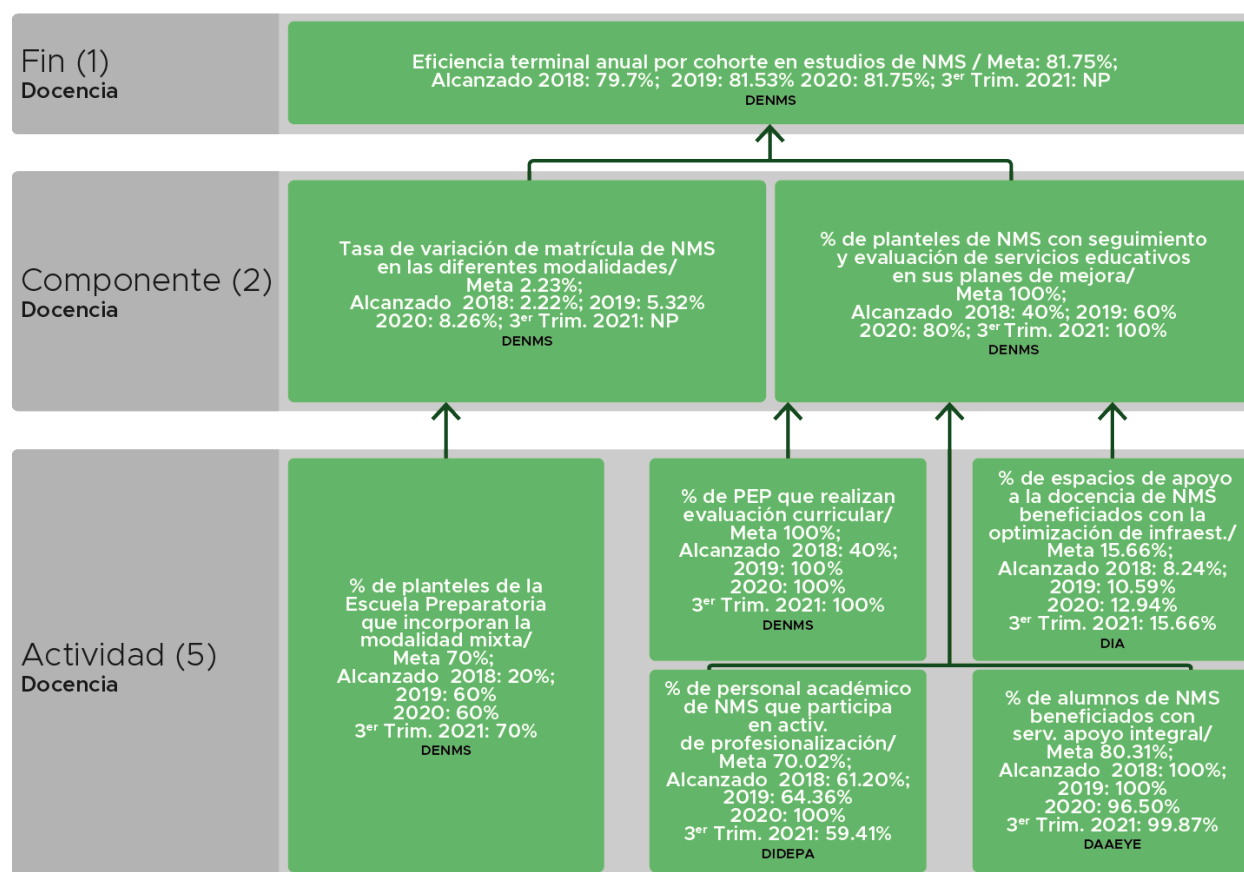 Fin (1)
Docencia
Eficiencia terminal anual por cohorte en estudios de NMS / Meta: 81.75%;
Alcanzado 2018: 79.7%; 2019: 81.53% 2020: 81.75%; 3er Trim. 2021: NP
DENMS
Componente (2)
Docencia
Tasa de variación de matrícula de NMS
en las diferentes modalidades/
Meta 2.23%;
Alcanzado 2018: 2.22%; 2019: 5.32%
2020: 8.26%; 3er Trim. 2021: NP
DENMS
% de planteles de NMS con seguimiento
y evaluación de servicios educativos
en sus planes de mejora/
Meta 100%;
Alcanzado 2018: 40%; 2019: 60%
2020: 80%; 3er Trim. 2021: 100%
DENMS
Actividad (5)
Docencia
% de planteles de la
Escuela Preparatoria
que incorporan la
modalidad mixta/
Meta 70%;
Alcanzado 2018: 20%;
2019: 60%
2020: 60%
3er Trim. 2021: 70%
DENMS
% de PEP que realizan
evaluación curricular/
Meta 100%;
Alcanzado 2018: 40%;
2019: 100%
2020: 100%
3er Trim. 2021: 100%
DENMS
% de espacios de apoyo
a la docencia de NMS
beneficiados con la
optimización de infraest./
Meta 15.66%;
Alcanzado 2018: 8.24%;
2019: 10.59%
2020: 12.94%
3er Trim. 2021: 15.66%
DIA
% de personal académico
de NMS que participa
en activ.
de profesionalización/
Meta 70.02%;
Alcanzado 2018: 61.20%;
2019: 64.36%
2020: 100%
3er Trim. 2021: 59.41%
DIDEPA
% de alumnos de NMS
beneficiados con
serv. apoyo integral/
Meta 80.31%;
Alcanzado 2018: 100%;
2019: 100%
2020: 96.50%
3er Trim. 2021: 99.87%
DAAEYE